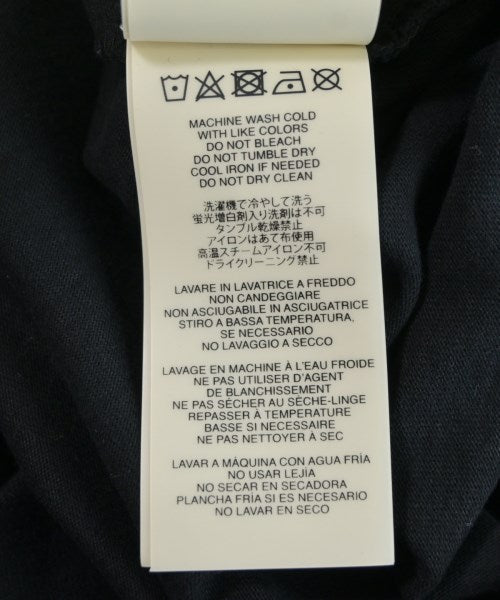 MACHINE WASH COLD
WITH LIKE COLORS
DO NOT BLEACH
DO NOT TUMBLE DRY
COOL IRON IF NEEDED
DO NOT DRY CLEAN
洗濯機で冷やして洗う
蛍光増白剤入り洗剤は不可
タンブル乾燥禁止
アイロンはあて布使用
高温スチームアイロン不可
ドライクリーニング禁止
LAVARE IN LAVATRICE A FREDDO
NON CANDEGGIARE
NON ASCIUGABILE IN ASCIUGATRICE
STIRO A BASSA TEMPERATURA,
SE NECESSARIO
NO LAVAGGIO A SECCO
LAVAGE EN MACHINE À L'EAU FROIDE
NE PAS UTILISER D'AGENT
DE BLANCHISSEMENT
NE PAS SÉCHER AU SÈCHE-LINGE
REPASSER À TEMPÉRATURE
BASSE SI NECESSAIRE
NE PAS NETTOYER À SEC
LAVAR A MÁQUINA CON AGUA FRÍA
NO USAR LEJÍA
NO SECAR EN SECADORA
PLANCHA FRÍA SI ES NECESARIO
NO LAVAR EN SECO